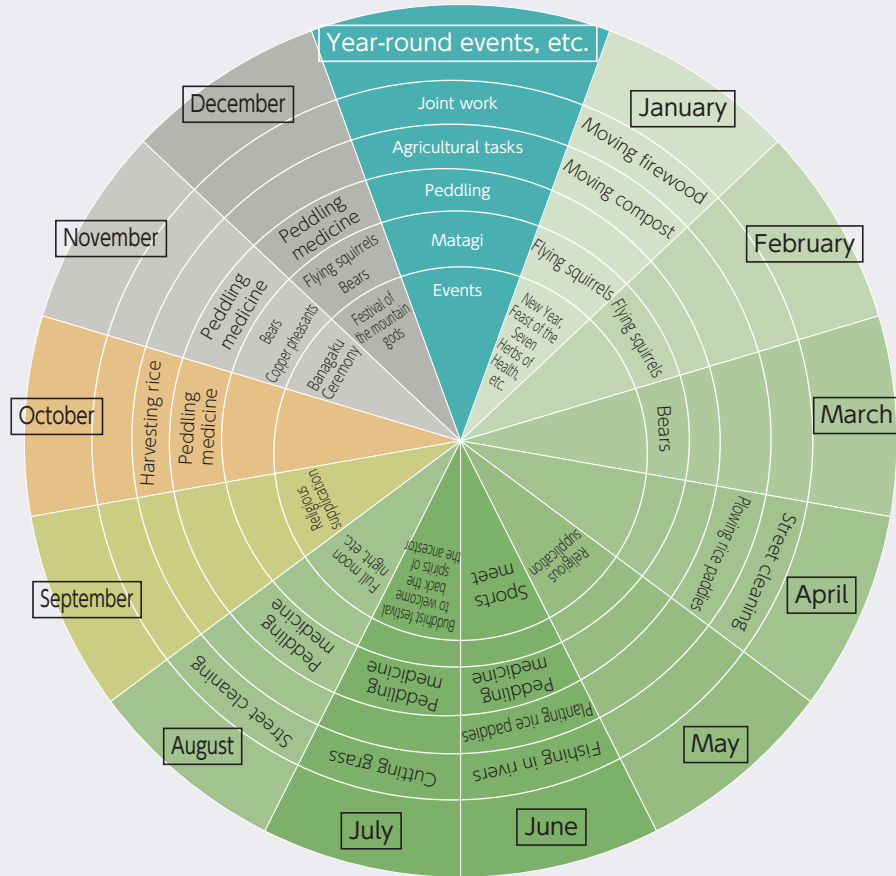 Year-round events, etc.
Joint work
Agricultural tasks
Peddling
Matagi
Events
January
Moving firewood
Moving compost
Flying squirrels
New Year,
Feast of the
Seven
Herbs of
Health,
etc.
February
Flying squirrels
March
Bears
April
Street cleaning
Plowing rice paddies
May
Religious
supplication
June
Fishing in rivers
Planting rice paddies
Peddling
medicine
Sports
meet
July
Cutting grass
Peddling
medicine
Buddhist festival
to welcome
back the
spirits of
the ancestor
August
Street cleaning
Peddling
medicine
Full moon
night, etc
September
Religious
supplication
October
Harvesting rice
Peddling
medicine
November
Peddling
medicine
Bears
Copper pheasants
Banagaku
Ceremony
December
Peddling
medicine
Flying squirrels
Bears
Festival of
the mountain
gods